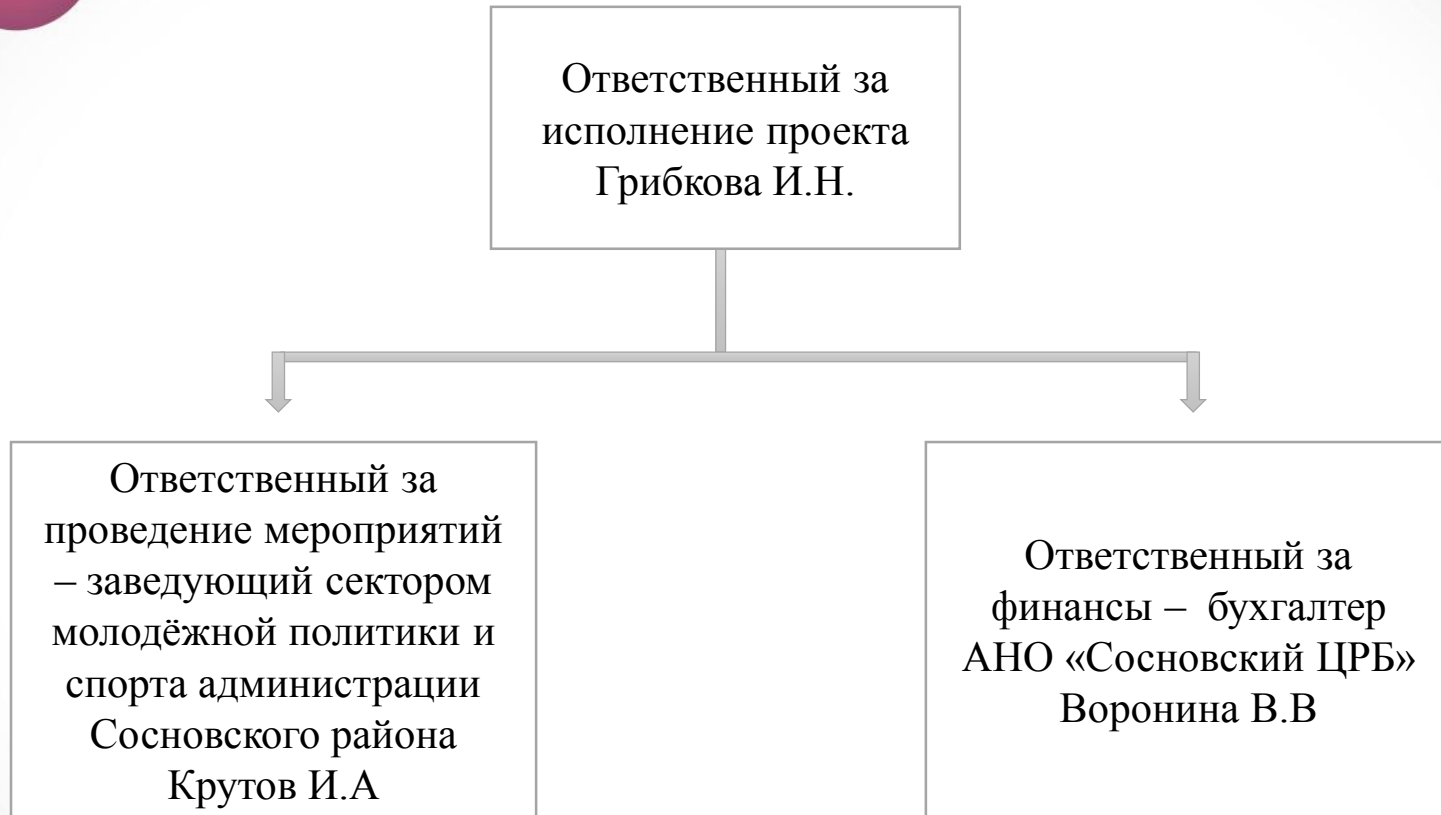 Ответственный за
исполнение проекта
Грибкова И.Н.
Ответственный за
проведение мероприятий
– заведующий сектором
молодёжной политики и
спорта администрации
Сосновского района
Крутов И.А
Ответственный за
финансы – бухгалтер
АНО «Сосновский ЦРБ»
Воронина В.В